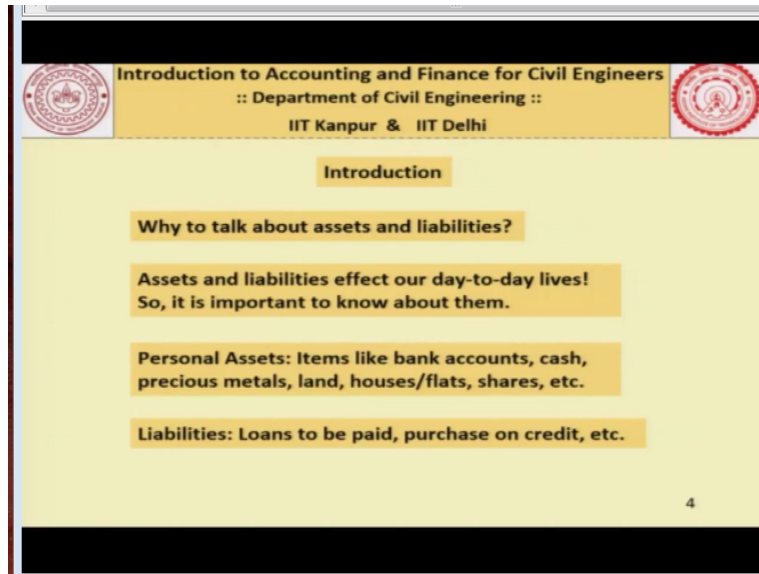 Introduction to Accounting and Finance for Civil Engineers
:: Department of Civil Engineering ::
IIT Kanpur & IIT Delhi
Introduction
Why to talk about assets and liabilities?
Assets and liabilities effect our day-to-day lives!
So, it is important to know about them.
Personal Assets: Items like bank accounts, cash,
precious metals, land, houses/flats, shares, etc.
Liabilities: Loans to be paid, purchase on credit, etc.
4